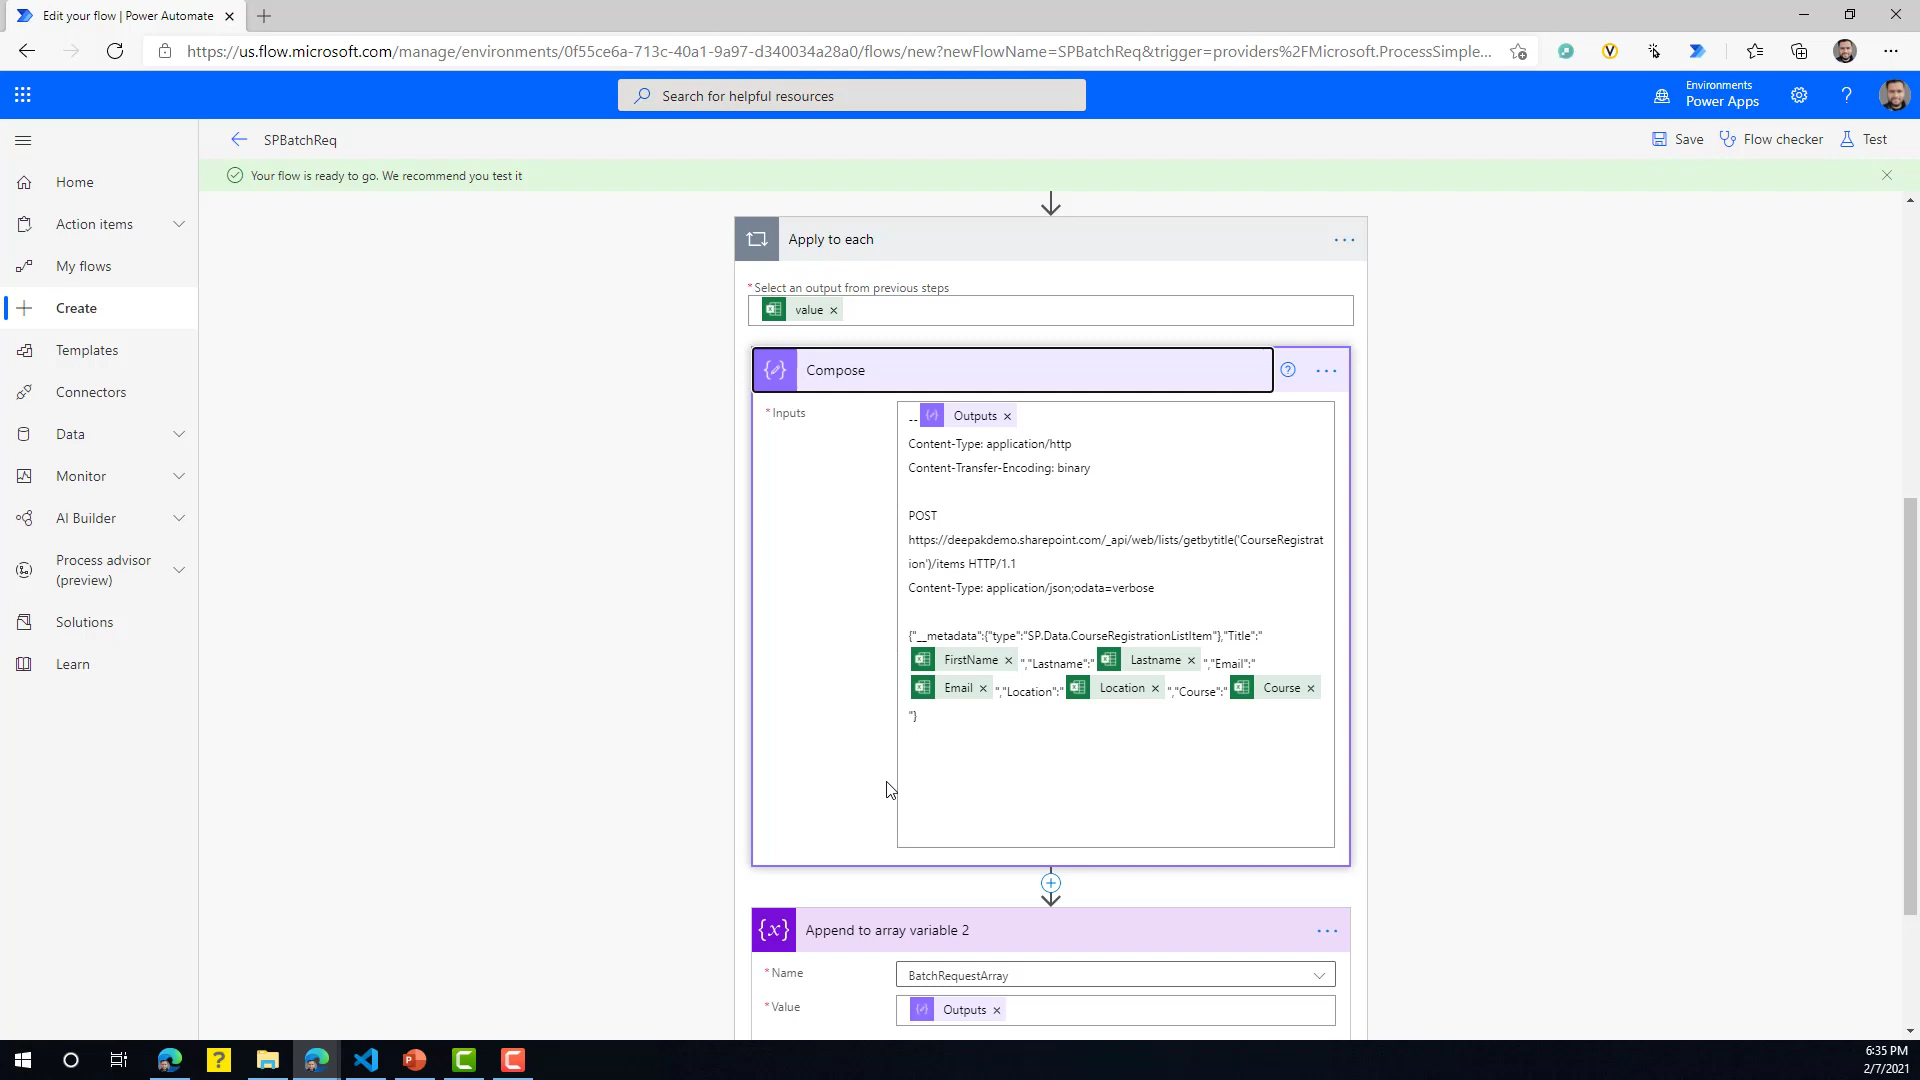 Edit your flow | Power Automate
https://us.flow.microsoft.com/manage/environments/0f55ce6a-713c-40a1-9a97-d340034a28a0/flows/new?newFlowName=SPBatchReq&trigger=providers%2FMicrosoft.ProcessSimple...
Search for helpful resources
Environments
Power Apps
?
SPBatchReq
Save
Flow checker
Test
Your flow is ready to go. We recommend you test it
Home
Action items
My flows
Create
Templates
Connectors
Data
Monitor
AI Builder
Process advisor
(preview)
Solutions
Learn
Apply to each
* Select an output from previous steps
value ×
Compose
* Inputs
-- Outputs ×
Content-Type: application/http
Content-Transfer-Encoding: binary
POST
https://deepakdemo.sharepoint.com/_api/web/lists/getbytitle('CourseRegistrat
ion')/items HTTP/1.1
Content-Type: application/json;odata=verbose
{"__metadata":{"type":"SP.Data.CourseRegistrationListItem"},"Title":"
FirstName × ","Lastname":" Lastname × ","Email":"
Email × ","Location":" Location × ","Course":" Course ×
"}
{x} Append to array variable 2
* Name
BatchRequestArray
* Value
Outputs ×
6:35 PM
2/7/2021